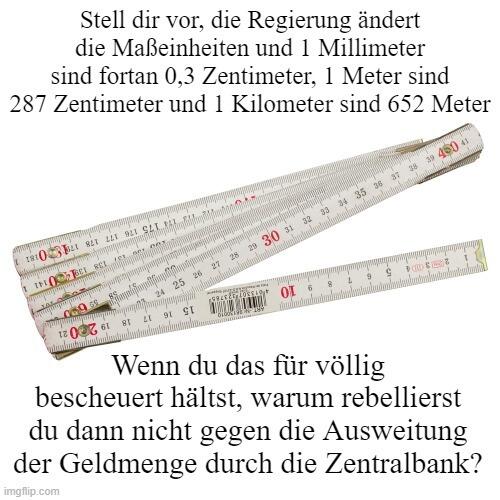 Stell dir vor, die Regierung ändert
die Maßeinheiten und 1 Millimeter
sind fortan 0,3 Zentimeter, 1 Meter sind
287 Zentimeter und 1 Kilometer sind 652 Meter
Wenn du das für völlig
bescheuert hältst, warum rebellierst
du dann nicht gegen die Ausweitung
der Geldmenge durch die Zentralbank?
imgflip.com